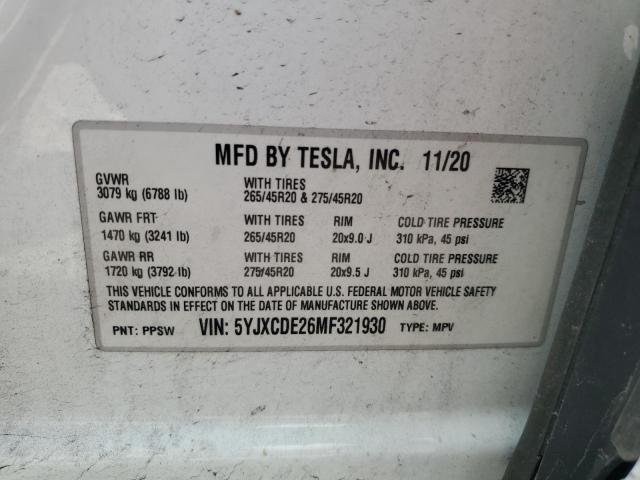 MFD BY TESLA, INC. 11/20
GVWR WITH TIRES
3079 kg (6788 lb) 265/45R20 & 275/45R20
GAWR FRT WITH TIRES RIM COLD TIRE PRESSURE
1470 kg (3241 lb) 265/45R20 20x9.0 J 310 kPa, 45 psi
GAWR RR WITH TIRES RIM COLD TIRE PRESSURE
1720 kg (3792 lb) 275/45R20 20x9.5 J 310 kPa, 45 psi
THIS VEHICLE CONFORMS TO ALL APPLICABLE U.S. FEDERAL MOTOR VEHICLE SAFETY
STANDARDS IN EFFECT ON THE DATE OF MANUFACTURE SHOWN ABOVE.
PNT: PPSW VIN: 5YJXCDE26MF321930 TYPE: MPV